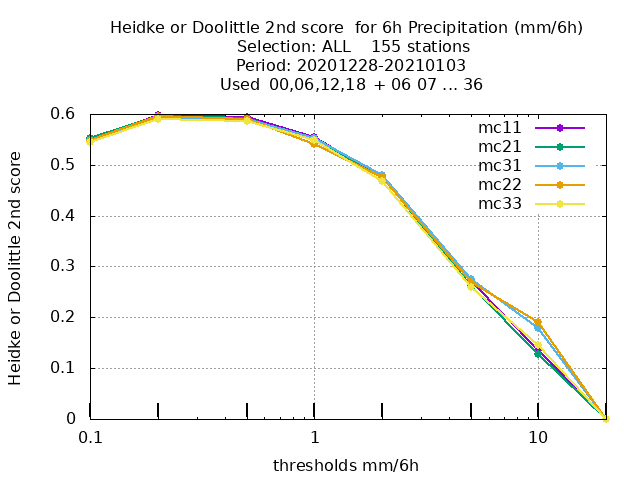 Heidke or Doolittle 2nd score  for 6h Precipitation (mm/6h)
Selection: ALL    155 stations
Period: 20201228-20210103
Used 00,06,12,18 + 06 07 ... 36
Heidke or Doolittle 2nd score
0.6
0.5
0.4
0.3
0.2
0.1
0
mc11
mc21
mc31
mc22
mc33
0.1 1 10
thresholds mm/6h